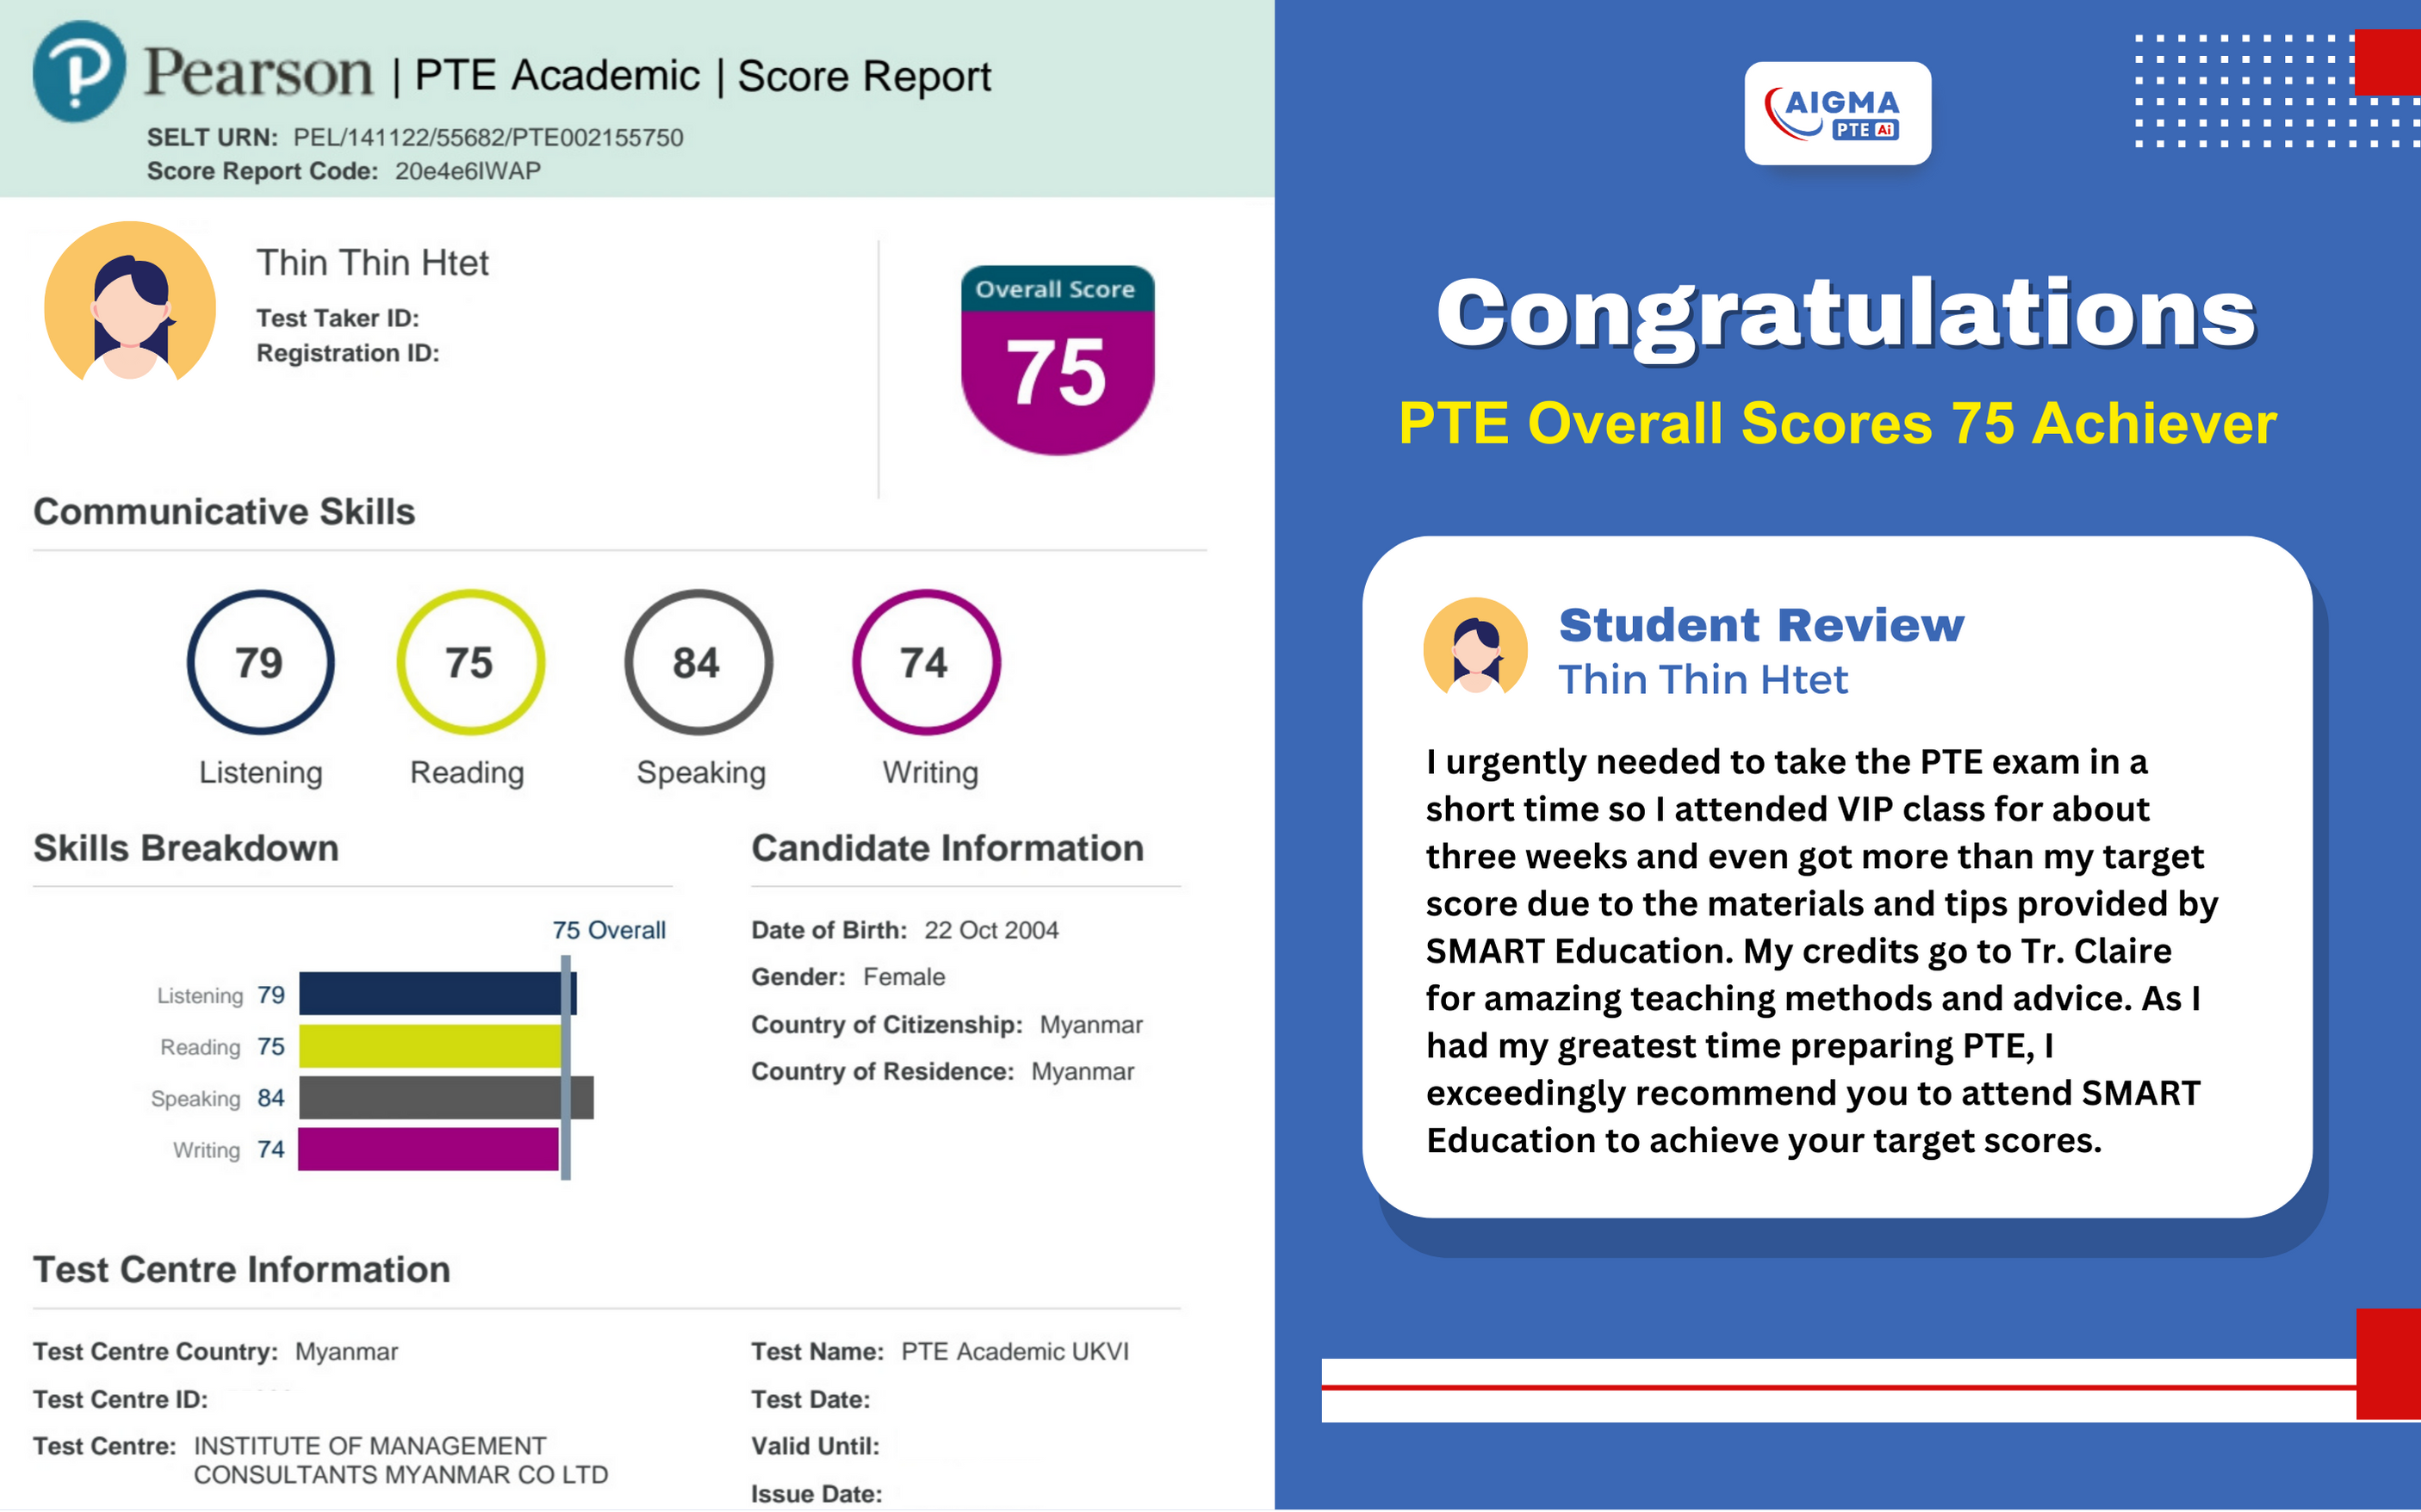 Pearson | PTE Academic | Score Report
SELT URN: PEL/141122/55682/PTE002155750
Score Report Code: 20e4e6IWAP
Thin Thin Htet
Test Taker ID:
Registration ID:
Overall Score
75
Communicative Skills
79 75 84 74
Listening Reading Speaking Writing
Skills Breakdown
75 Overall
Listening 79
Reading 75
Speaking 84
Writing 74
Candidate Information
Date of Birth: 22 Oct 2004
Gender: Female
Country of Citizenship: Myanmar
Country of Residence: Myanmar
Test Centre Information
Test Centre Country: Myanmar
Test Centre ID:
Test Centre: INSTITUTE OF MANAGEMENT
CONSULTANTS MYANMAR CO LTD
Test Name: PTE Academic UKVI
Test Date:
Valid Until:
Issue Date:
AIGMA
PTE Ai
Congratulations
PTE Overall Scores 75 Achiever
Student Review
Thin Thin Htet
I urgently needed to take the PTE exam in a
short time so I attended VIP class for about
three weeks and even got more than my target
score due to the materials and tips provided by
SMART Education. My credits go to Tr. Claire
for amazing teaching methods and advice. As I
had my greatest time preparing PTE, I
exceedingly recommend you to attend SMART
Education to achieve your target scores.